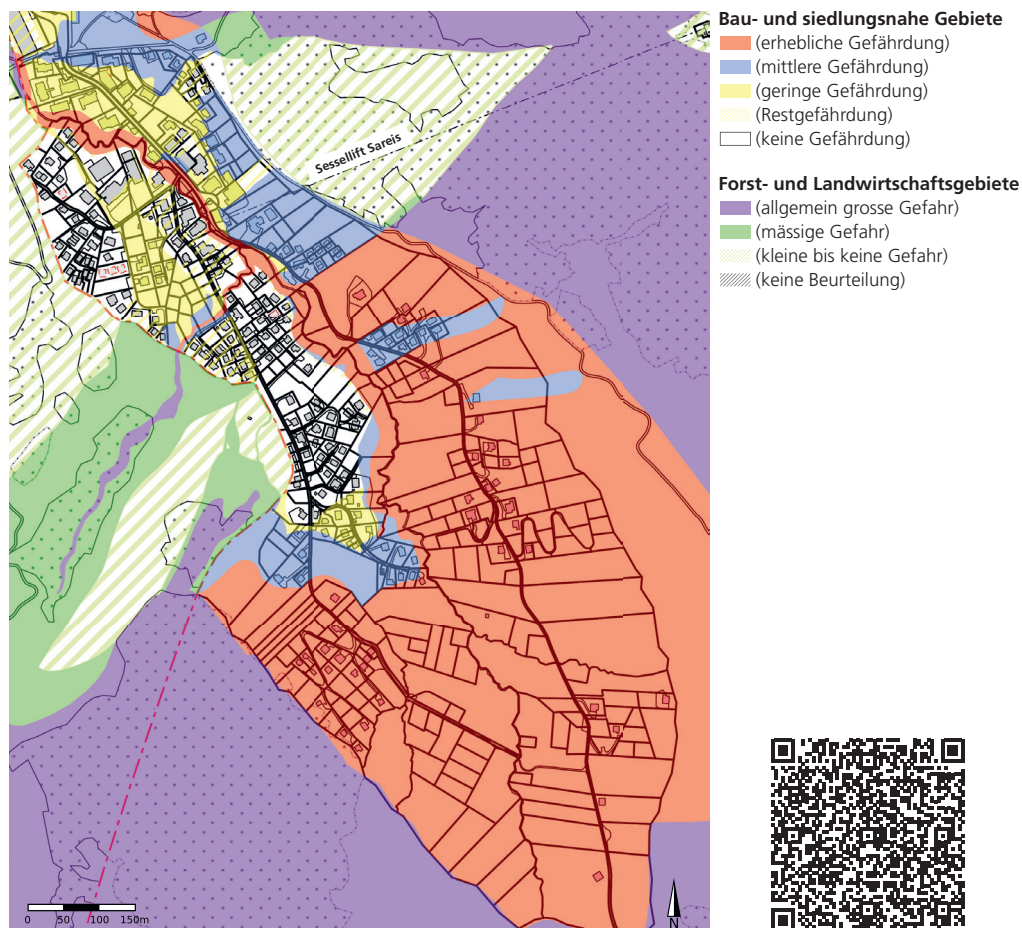 Bau- und siedlungsnahe Gebiete
(erhebliche Gefährdung)
(mittlere Gefährdung)
(geringe Gefährdung)
(Restgefährdung)
(keine Gefährdung)
Forst- und Landwirtschaftsgebiete
(allgemein grosse Gefahr)
(mässige Gefahr)
(kleine bis keine Gefahr)
(keine Beurteilung)
Sessellift Sareis
0 50 100 150m
N